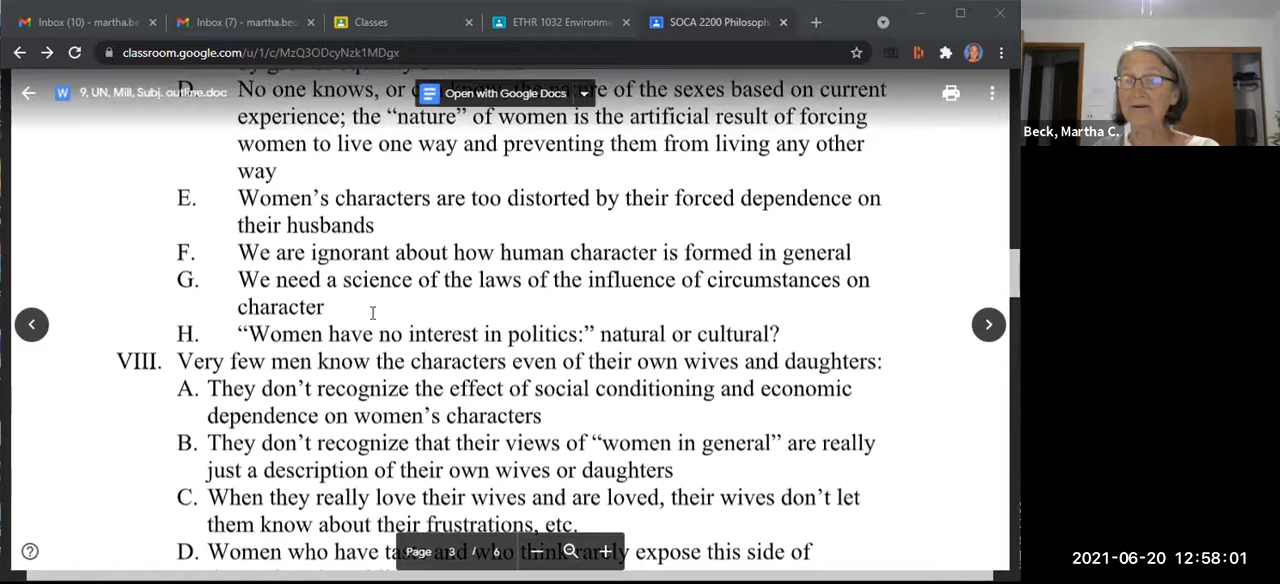 Inbox (10) - martha.be
Inbox (7) - martha.bec
Classes
ETHR 1032 Environme
SOCA 2200 Philosoph
classroom.google.com/u/1/c/MzQ3ODcyNzk1MDgx
9, UN, Mill, Subj. outline.doc
Open with Google Docs
No one knows, or of the sexes based on current
experience; the “nature” of women is the artificial result of forcing
women to live one way and preventing them from living any other
way
E. Women’s characters are too distorted by their forced dependence on
their husbands
F. We are ignorant about how human character is formed in general
G. We need a science of the laws of the influence of circumstances on
character
H. “Women have no interest in politics:” natural or cultural?
VIII. Very few men know the characters even of their own wives and daughters:
A. They don’t recognize the effect of social conditioning and economic
dependence on women’s characters
B. They don’t recognize that their views of “women in general” are really
just a description of their own wives or daughters
C. When they really love their wives and are loved, their wives don’t let
them know about their frustrations, etc.
D. Women who have and who think rarely expose this side of
Page 3 / 6
Beck, Martha C.
2021-06-20 12:58:01